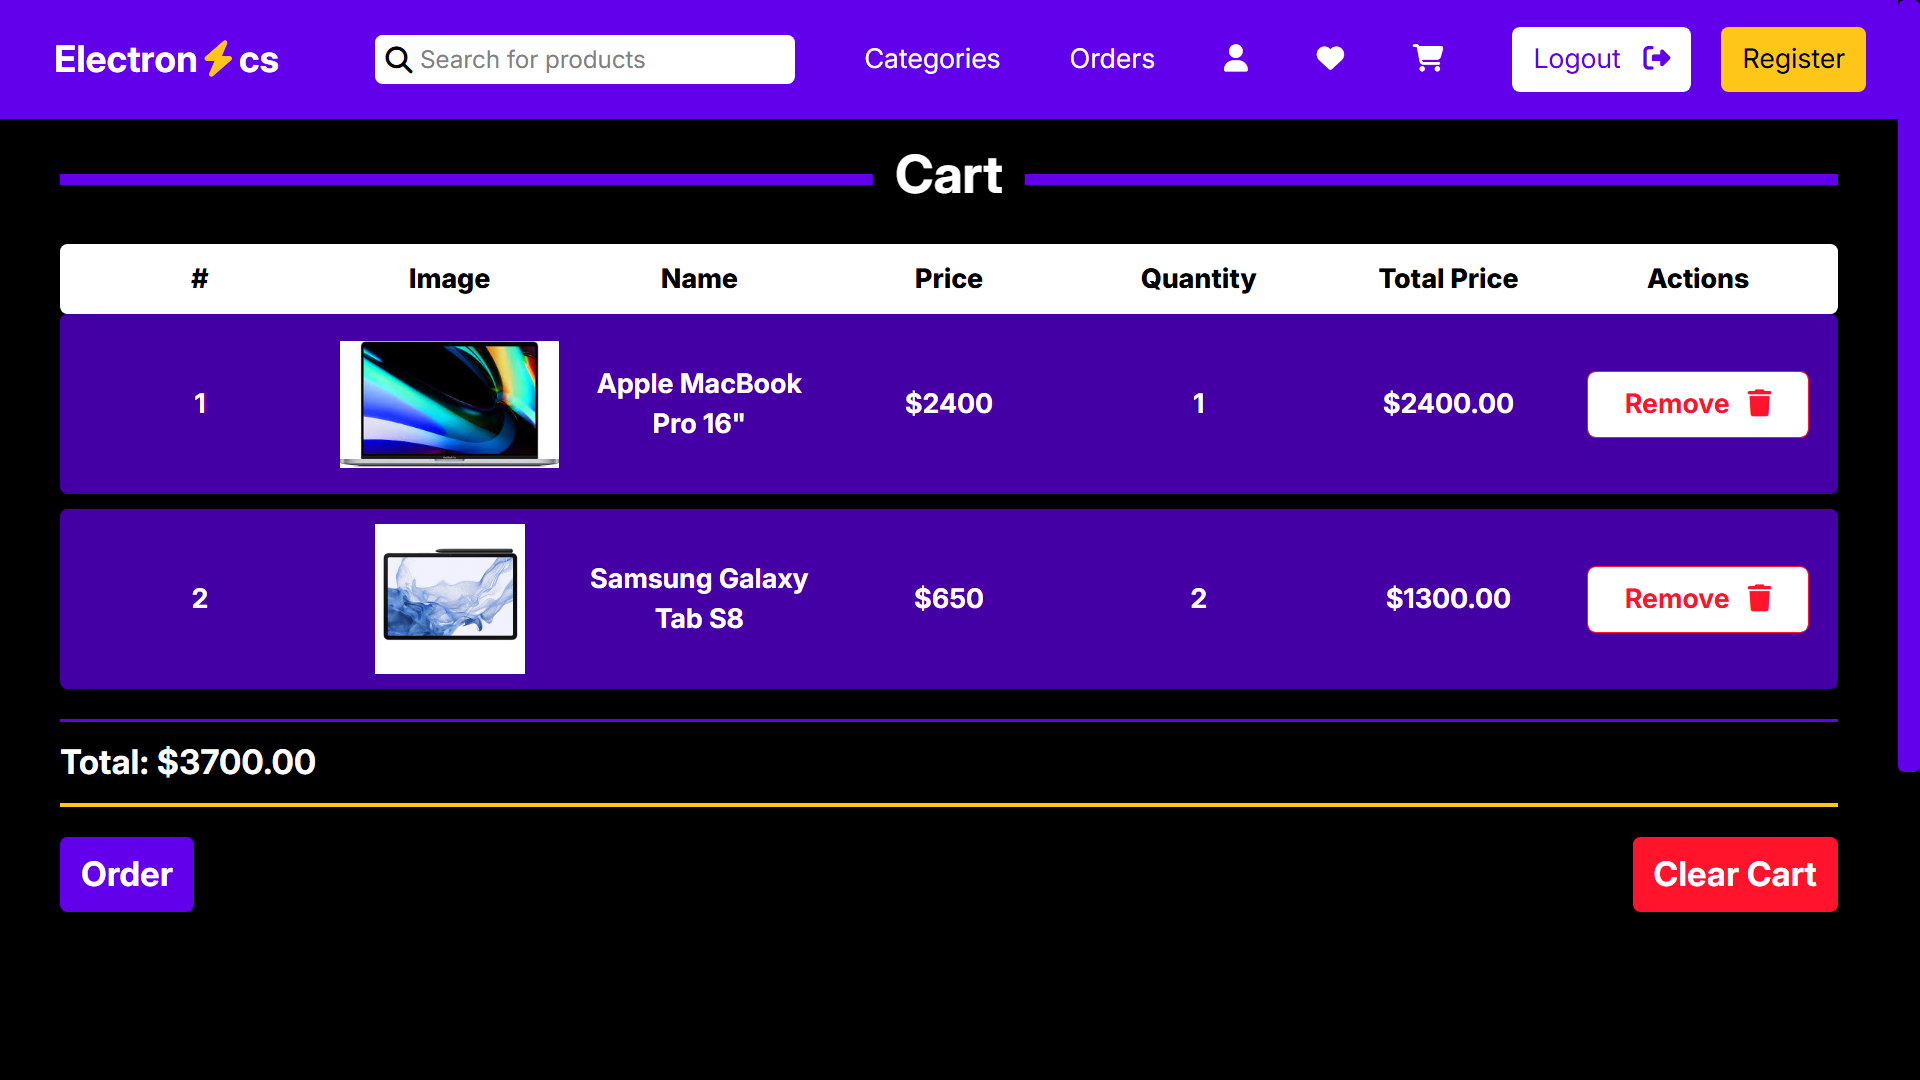 Electron⚡cs
Search for products
Categories
Orders
Logout
Register
Cart
# Image Name Price Quantity Total Price Actions
1 Apple MacBook Pro 16" $2400 1 $2400.00 Remove
2 Samsung Galaxy Tab S8 $650 2 $1300.00 Remove
Total: $3700.00
Order
Clear Cart